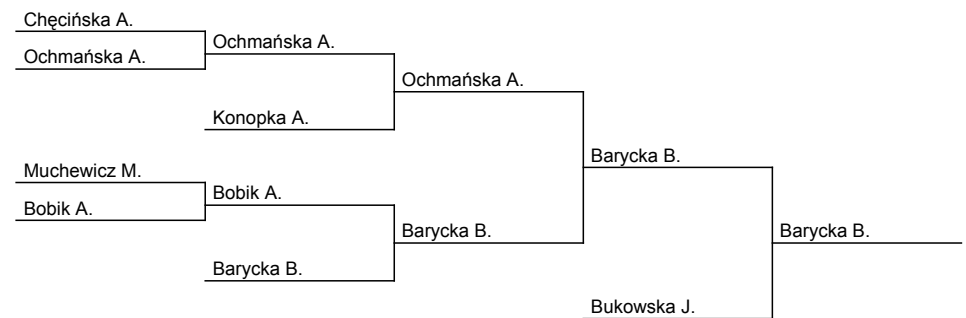 Chęcińska A.
Ochmańska A.
Ochmańska A.
Ochmańska A.
Konopka A.
Barycka B.
Muchewicz M.
Bobik A.
Bobik A.
Barycka B.
Barycka B.
Barycka B.
Bukowska J.